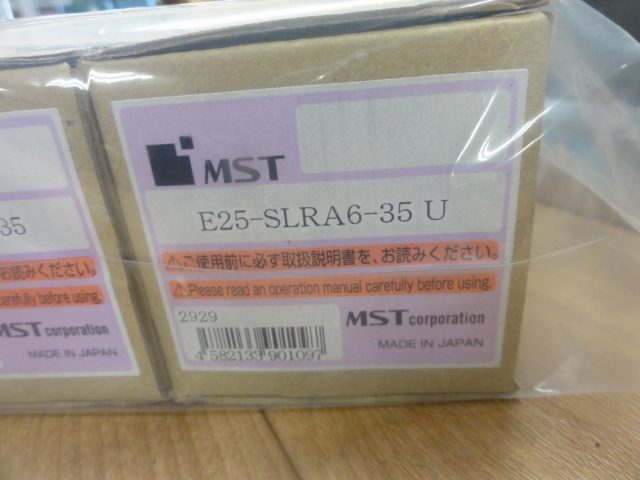 35
お読みください。
carefully before using.
MST corporation
MADE IN JAPAN
MST
E25-SLRA6-35 U
⚠ご使用前に必ず取扱説明書を、お読みください。
⚠Please read an operation manual carefully before using.
2929
MST corporation
4 582133 901097
MADE IN JAPAN